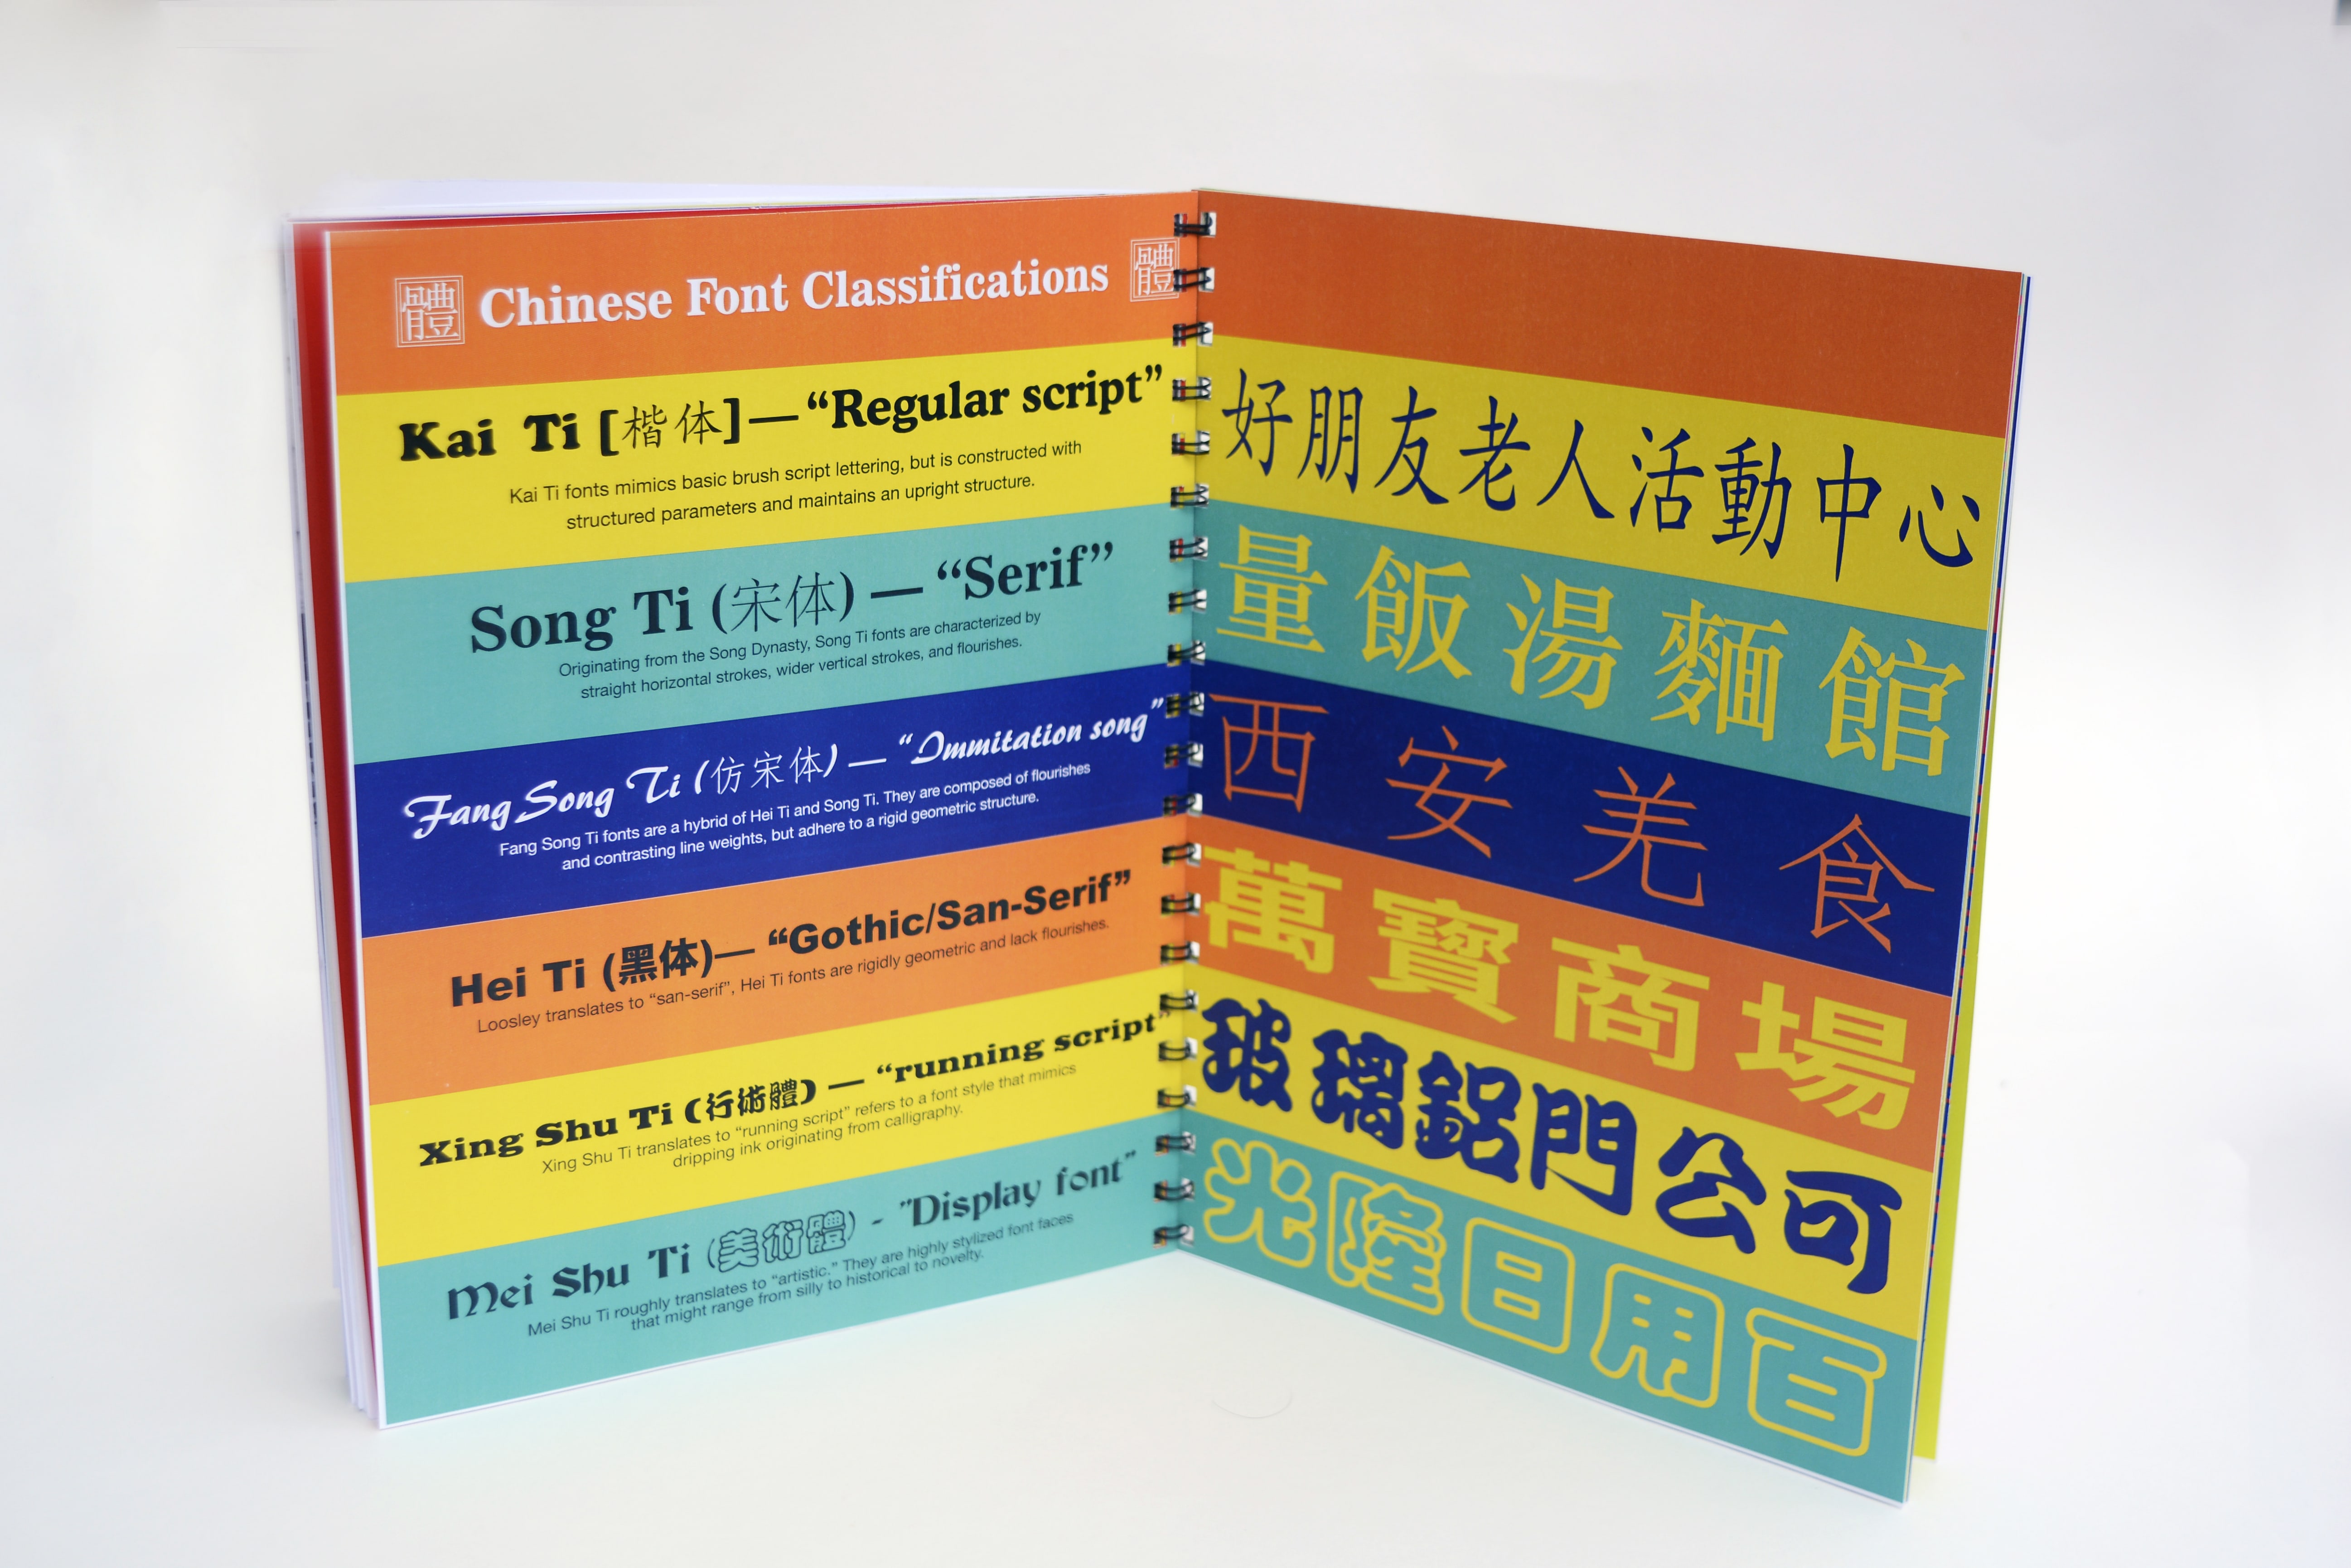 體 Chinese Font Classifications 體
Kai Ti [楷体]—“Regular script”
Kai Ti fonts mimics basic brush script lettering, but is constructed with
structured parameters and maintains an upright structure.
Song Ti (宋体) — “Serif”
Originating from the Song Dynasty, Song Ti fonts are characterized by
straight horizontal strokes, wider vertical strokes, and flourishes.
Fang Song Ti (仿宋体) — “Immitation song”
Fang Song Ti fonts are a hybrid of Hei Ti and Song Ti. They are composed of flourishes
and contrasting line weights, but adhere to a rigid geometric structure.
Hei Ti (黑体)— “Gothic/San-Serif”
Loosley translates to “san-serif”, Hei Ti fonts are rigidly geometric and lack flourishes.
Xing Shu Ti (行術體) — “running script”
Xing Shu Ti translates to “running script” refers to a font style that mimics
dripping ink originating from calligraphy.
Mei Shu Ti (美術體) - "Display font”
Mei Shu Ti roughly translates to “artistic.” They are highly stylized font faces
that might range from silly to historical to novelty.
好朋友老人活動中心
量飯湯麵館
西安羌食
萬寶商場
玻璃鋁門公司
光隆日用百